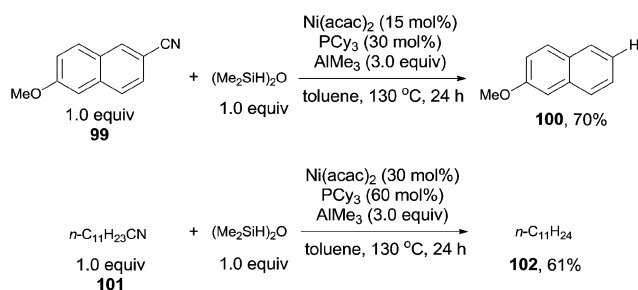 Ni(acac)2 (15 mol%)
PCy3 (30 mol%)
AlMe3 (3.0 equiv)
CN
H
+ (Me2SiH)2O
MeO
toluene, 130 °C, 24 h
MeO
1.0 equiv
1.0 equiv
99
100, 70%
Ni(acac)2 (30 mol%)
PCy3 (60 mol%)
AlMe3 (3.0 equiv)
n-C11H23CN + (Me2SiH)2O
n-C11H24
toluene, 130 °C, 24 h
1.0 equiv
1.0 equiv
101
102, 61%